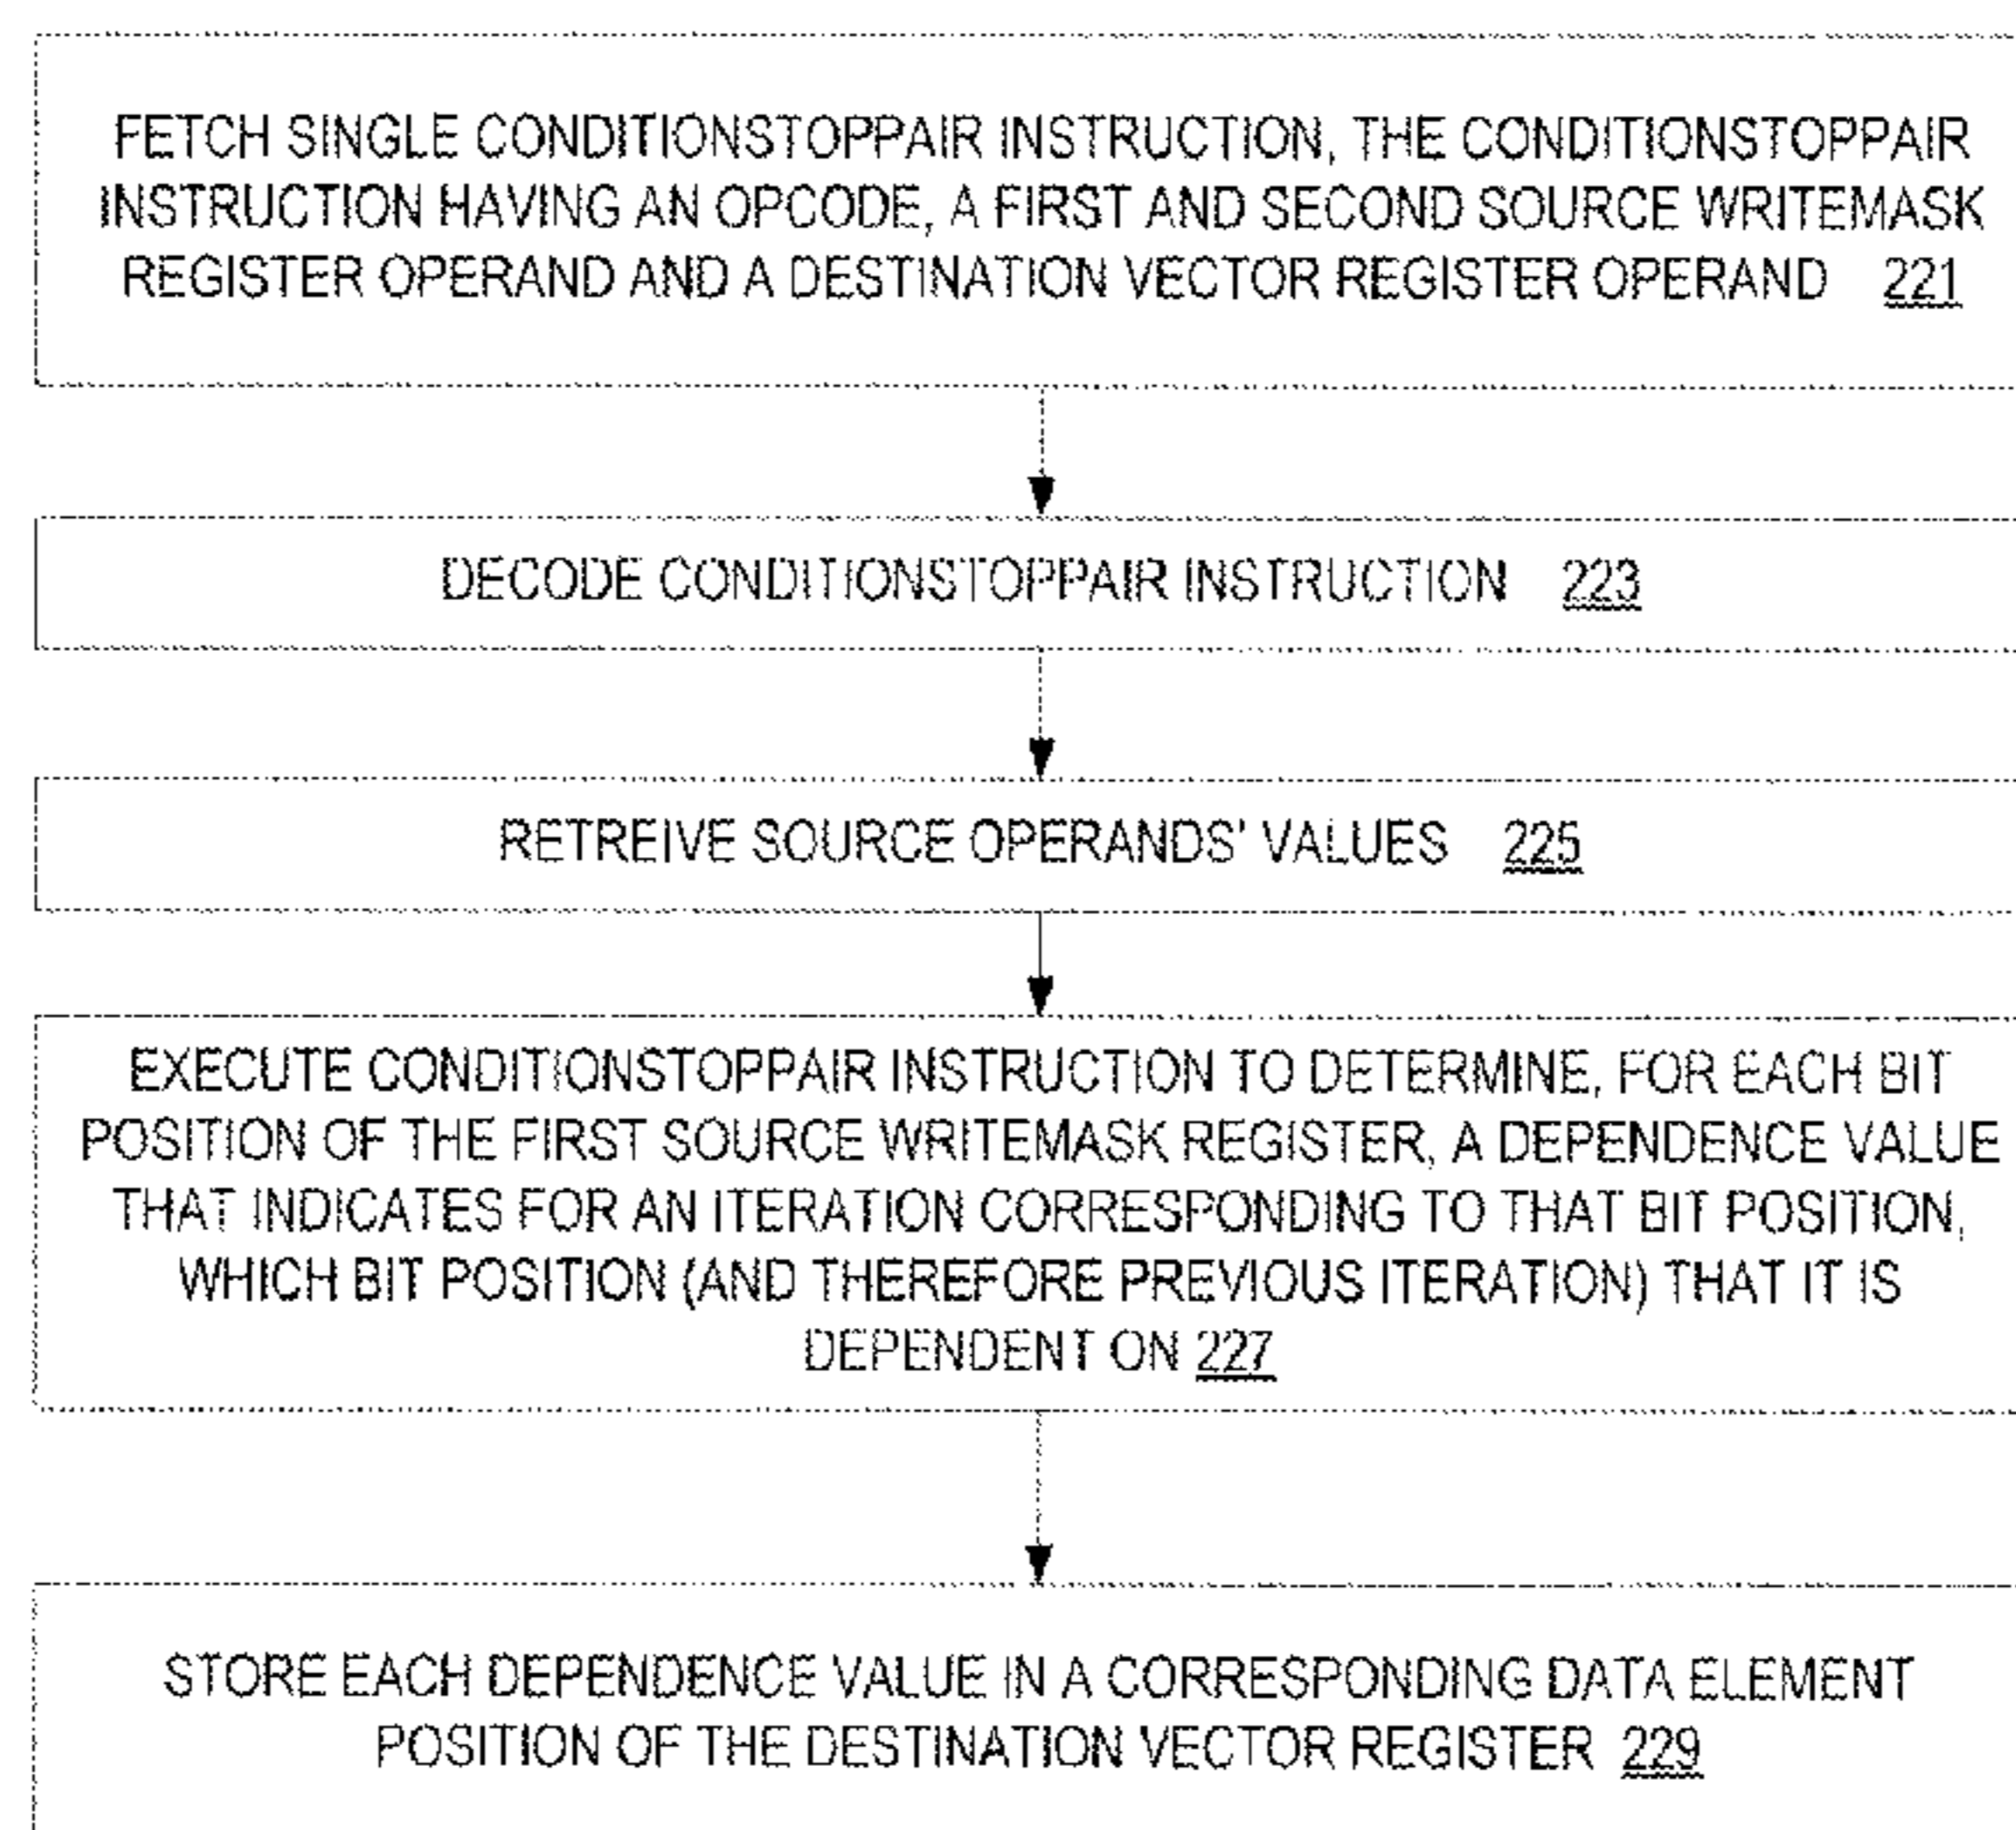 FETCH SINGLE CONDITIONSTOPPAIR INSTRUCTION, THE CONDITIONSTOPPAIR
INSTRUCTION HAVING AN OPCODE, A FIRST AND SECOND SOURCE WRITEMASK
REGISTER OPERAND AND A DESTINATION VECTOR REGISTER OPERAND 221
DECODE CONDITIONSTOPPAIR INSTRUCTION 223
RETREIVE SOURCE OPERANDS' VALUES 225
EXECUTE CONDITIONSTOPPAIR INSTRUCTION TO DETERMINE, FOR EACH BIT
POSITION OF THE FIRST SOURCE WRITEMASK REGISTER, A DEPENDENCE VALUE
THAT INDICATES FOR AN ITERATION CORRESPONDING TO THAT BIT POSITION,
WHICH BIT POSITION (AND THEREFORE PREVIOUS ITERATION) THAT IT IS
DEPENDENT ON 227
STORE EACH DEPENDENCE VALUE IN A CORRESPONDING DATA ELEMENT
POSITION OF THE DESTINATION VECTOR REGISTER 229